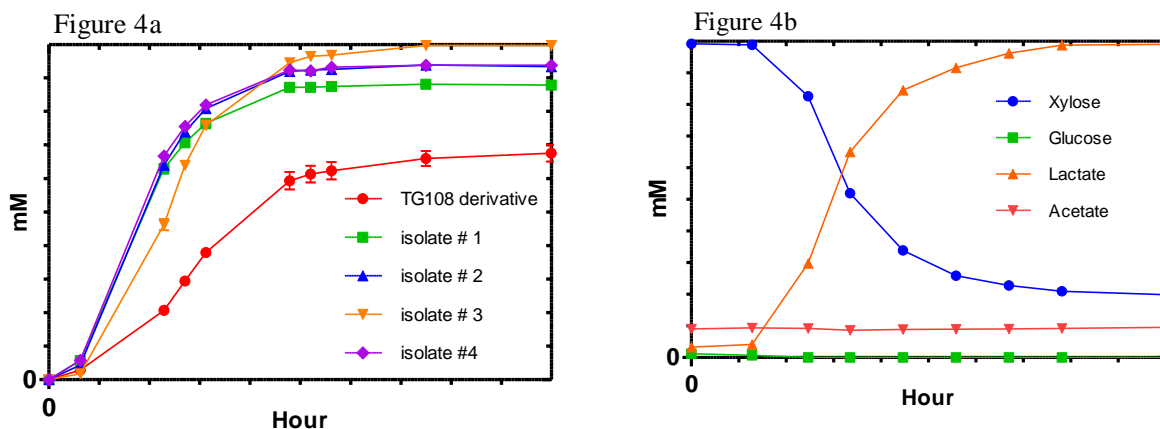 Figure 4a
mM
0
0
Hour
TG108 derivative
isolate # 1
isolate # 2
isolate # 3
isolate #4
Figure 4b
mM
0
0
Hour
Xylose
Glucose
Lactate
Acetate